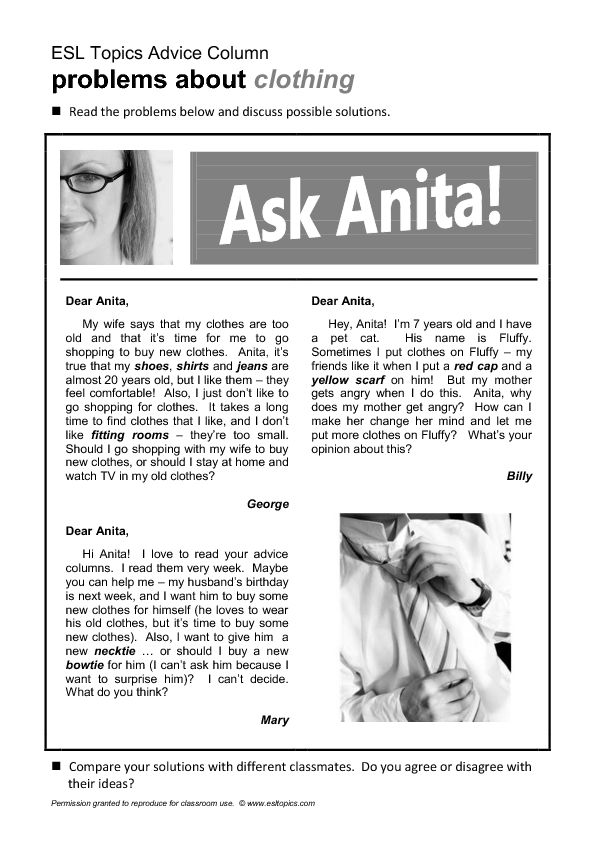 ESL Topics Advice Column
problems about clothing
■ Read the problems below and discuss possible solutions.
Ask Anita!
Dear Anita,
My wife says that my clothes are too
old and that it's time for me to go
shopping to buy new clothes. Anita, it's
true that my shoes, shirts and jeans are
almost 20 years old, but I like them – they
feel comfortable! Also, I just don't like to
go shopping for clothes. It takes a long
time to find clothes that I like, and I don't
like fitting rooms – they're too small.
Should I go shopping with my wife to buy
new clothes, or should I stay at home and
watch TV in my old clothes?
George
Dear Anita,
Hi Anita! I love to read your advice
columns. I read them very week. Maybe
you can help me – my husband's birthday
is next week, and I want him to buy some
new clothes for himself (he loves to wear
his old clothes, but it's time to buy some
new clothes). Also, I want to give him a
new necktie … or should I buy a new
bowtie for him (I can't ask him because I
want to surprise him)? I can't decide.
What do you think?
Mary
Dear Anita,
Hey, Anita! I'm 7 years old and I have
a pet cat. His name is Fluffy.
Sometimes I put clothes on Fluffy – my
friends like it when I put a red cap and a
yellow scarf on him! But my mother
gets angry when I do this. Anita, why
does my mother get angry? How can I
make her change her mind and let me
put more clothes on Fluffy? What's your
opinion about this?
Billy
■ Compare your solutions with different classmates. Do you agree or disagree with
their ideas?
Permission granted to reproduce for classroom use. © www.esltopics.com